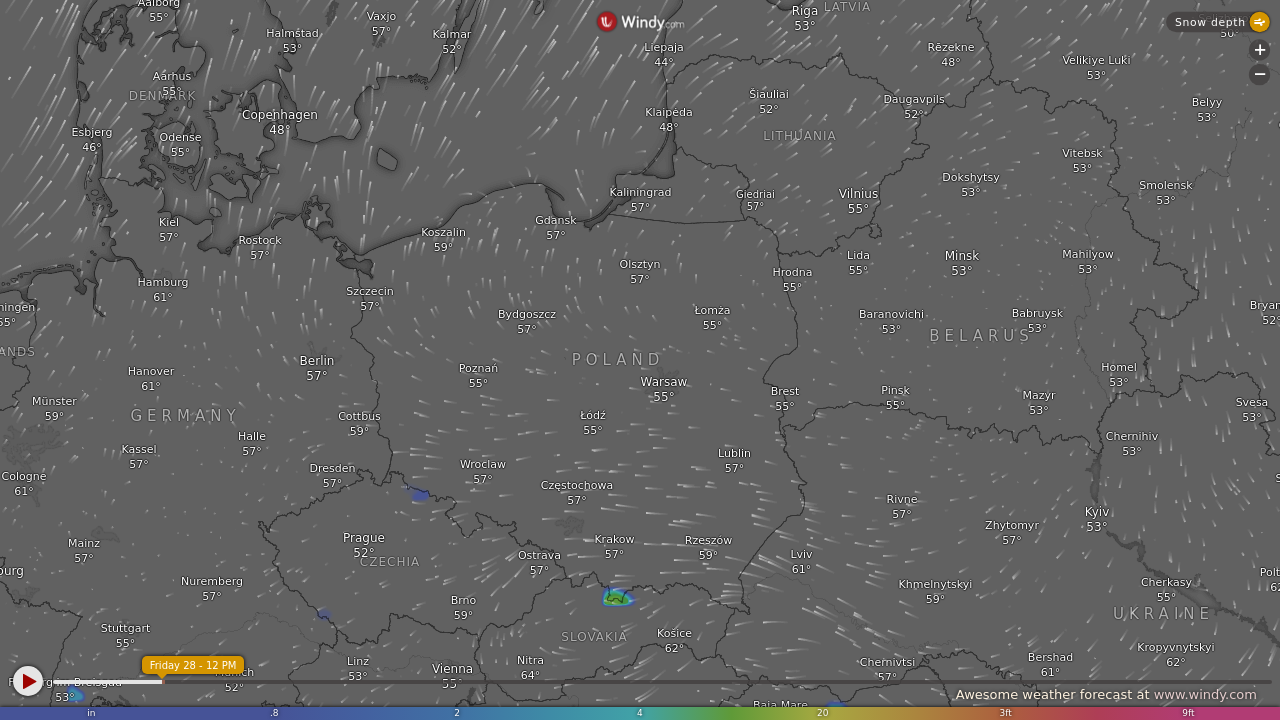 Aalborg
55°
Vaxjo
57°
Riga
53°
LATVIA
Windy.com
Snow depth
Halmstad
53°
Kalmar
52°
Liepaja
44°
Rēzekne
48°
50°
Velikiye Luki
53°
+
−
Aarhus
55°
DENMARK
Šiauliai
52°
Daugavpils
52°
Belyy
53°
Copenhagen
48°
Klaipėda
48°
Esbjerg
46°
Odense
55°
LITHUANIA
Vitebsk
53°
Dokshytsy
53°
Smolensk
53°
Kaliningrad
57°
Giedriai
57°
Vilnius
55°
Kiel
57°
Rostock
57°
Koszalin
59°
Gdansk
57°
Lida
55°
Minsk
53°
Mahilyow
53°
Olsztyn
57°
Hrodna
55°
Hamburg
61°
Szczecin
57°
Bydgoszcz
57°
Łomża
55°
Baranovichi
53°
Babruysk
53°
BELARUS
POLAND
Berlin
57°
Hanover
61°
Poznań
55°
Warsaw
55°
Brest
55°
Pinsk
55°
Homel
53°
Mazyr
53°
Münster
59°
GERMANY
Cottbus
59°
Łódź
55°
Svesa
53°
Halle
57°
Kassel
57°
Chernihiv
53°
Cologne
61°
Dresden
57°
Wroclaw
57°
Lublin
57°
Częstochowa
57°
Rivne
57°
Kyiv
53°
Zhytomyr
57°
Mainz
57°
Prague
52°
CZECHIA
Krakow
57°
Rzeszów
59°
Ostrava
57°
Lviv
61°
Nuremberg
57°
Khmelnytskyi
59°
Cherkasy
55°
Brno
59°
UKRAINE
Stuttgart
55°
SLOVAKIA
Košice
62°
Kropyvnytskyi
62°
Linz
53°
Vienna
55°
Nitra
64°
Chernivtsi
57°
Bershad
61°
Friday 28 - 12 PM
52°
53°
Baia Mare
Awesome weather forecast at www.windy.com
in .8 2 4 20 3ft 9ft